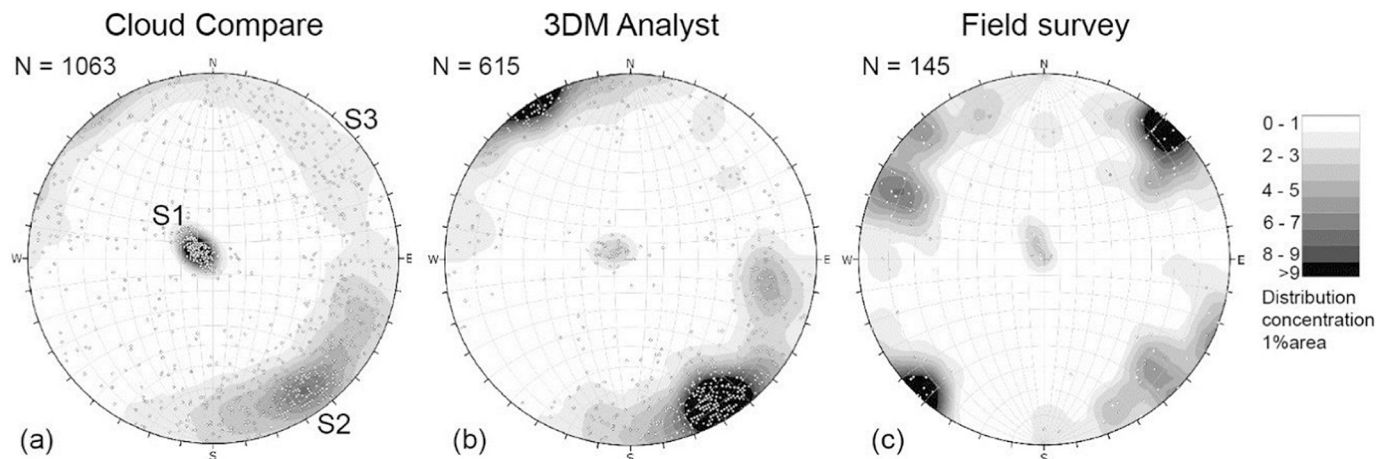 Cloud Compare
3DM Analyst
Field survey
N = 1063
N = 615
N = 145
N
N
N
S3
0 - 1
2 - 3
4 - 5
6 - 7
8 - 9
>9
S1
W
E
W
E
W
E
Distribution
concentration
1%area
S2
(a)
(b)
(c)
S
S
S